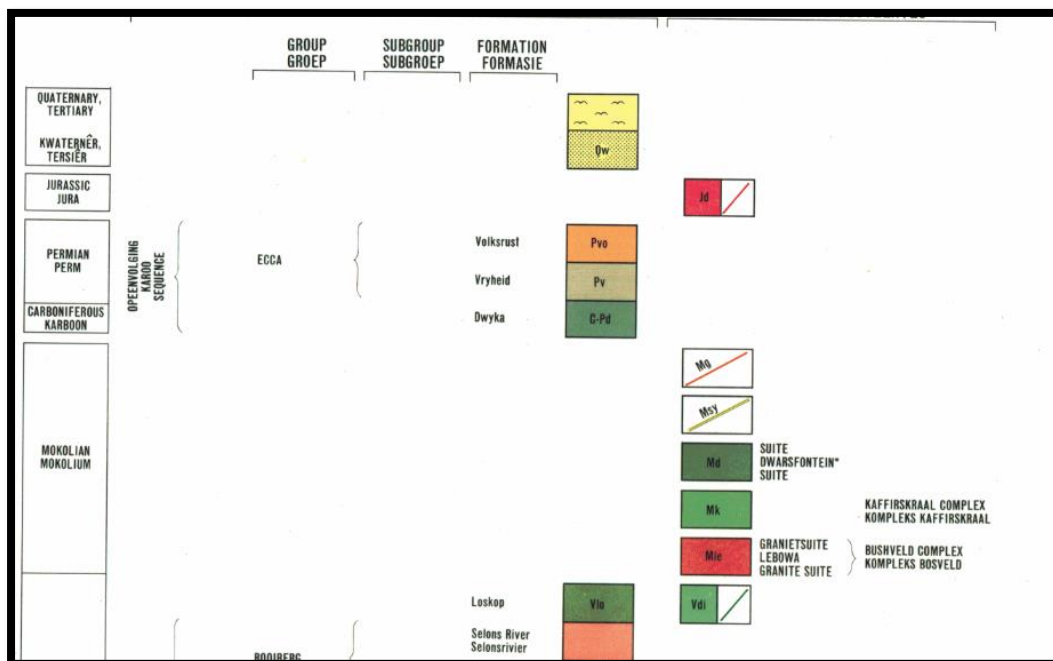 GROUP
GROEP
SUBGROUP
SUBGROEP
FORMATION
FORMASIE
QUATERNARY,
TERTIARY
KWATERNÊR,
TERSIÊR
Qw
JURASSIC
JURA
Jd
PERMIAN
PERM
CARBONIFEROUS
KARBOON
OPEENVOLGING
KAROO
SEQUENCE
ECCA
Volksrust
Pvo
Vryheid
Pv
Dwyka
C-Pd
MOKOLIAN
MOKOLIUM
Mg
Msy
Md
SUITE
DWARSFONTEIN*
SUITE
Mk
KAFFIRSKRAAL COMPLEX
KOMPLEKS KAFFIRSKRAAL
Mle
GRANIETSUITE
LEBOWA
GRANITE SUITE
BUSHVELD COMPLEX
KOMPLEKS BOSVELD
Loskop
Vlo
Vdi
Selons River
Selonsrivier
ROOIBERG